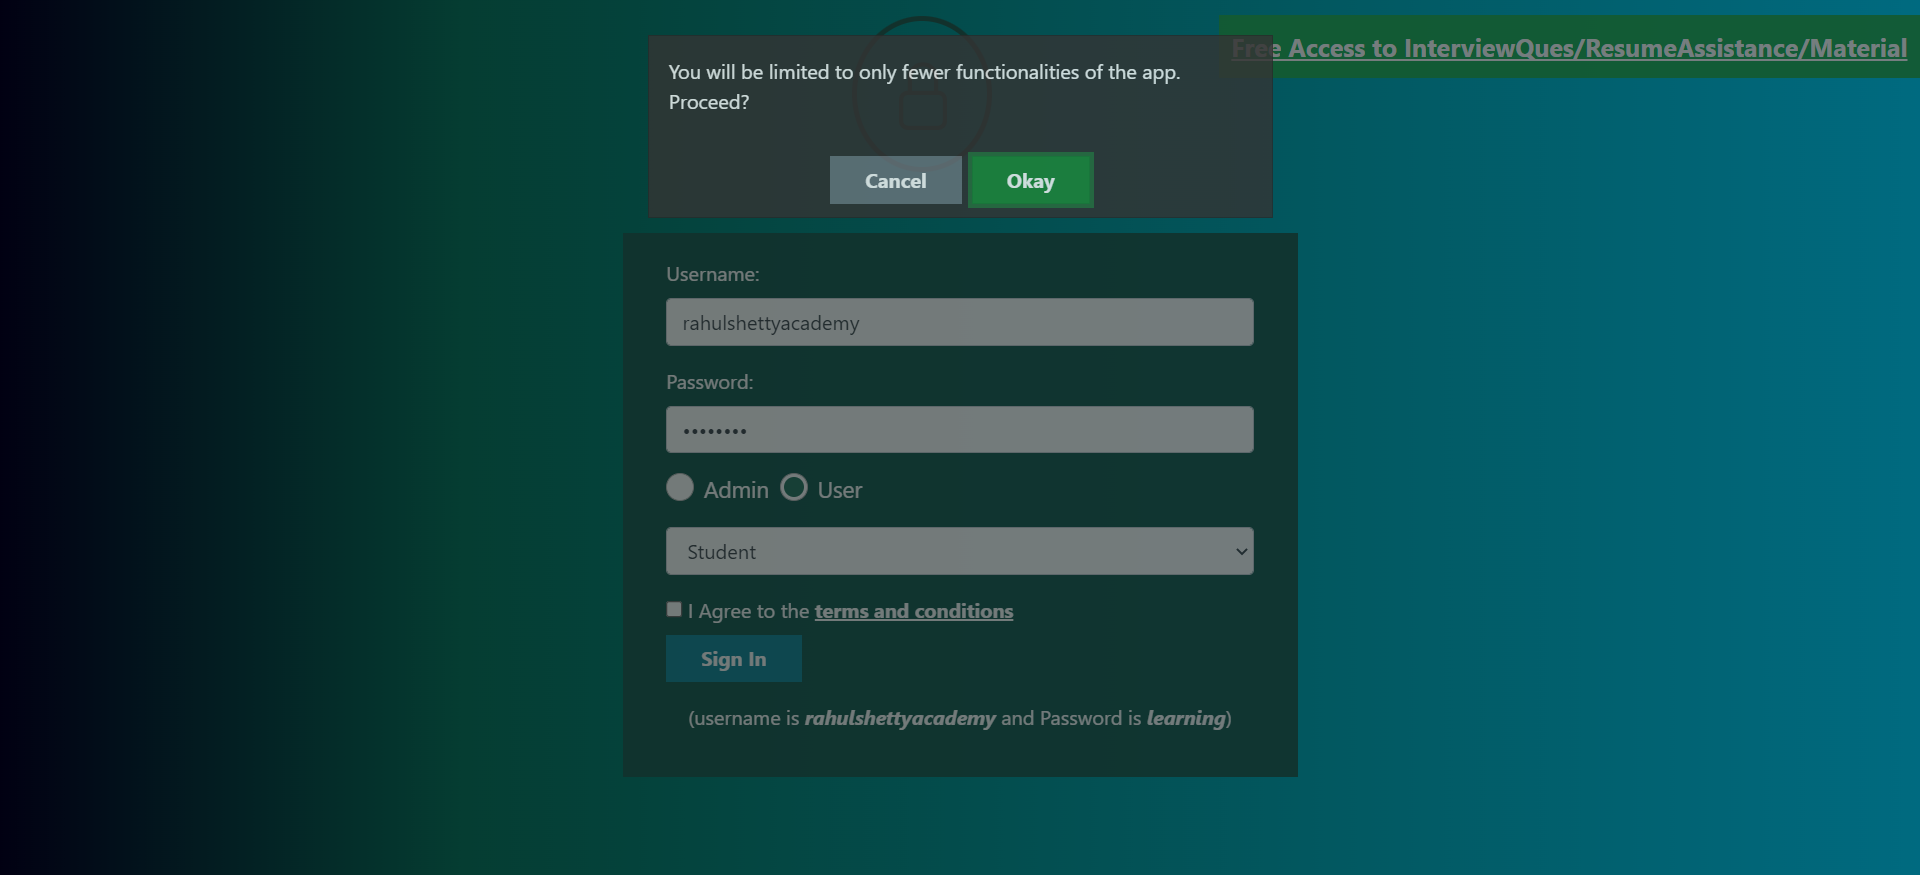 Free Access to InterviewQues/ResumeAssistance/Material
You will be limited to only fewer functionalities of the app.
Proceed?
Cancel Okay
Username:
rahulshettyacademy
Password:
••••••••
Admin User
Student
I Agree to the terms and conditions
Sign In
(username is rahulshettyacademy and Password is learning)